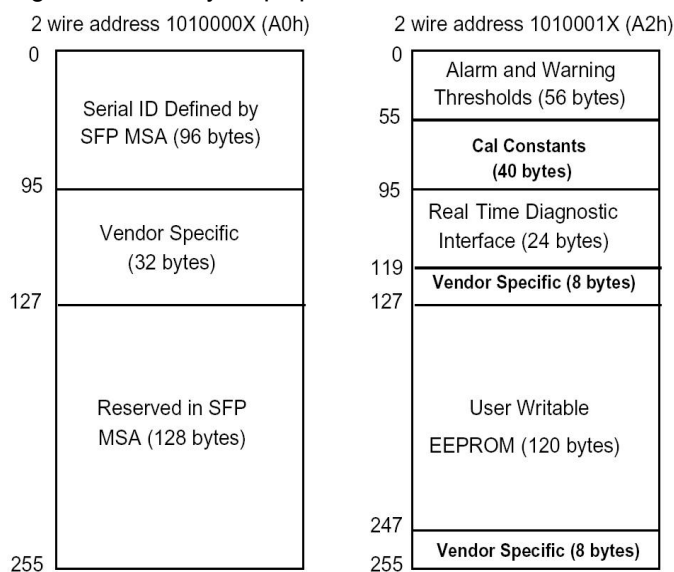 2 wire address 1010000X (A0h)
0
Serial ID Defined by
SFP MSA (96 bytes)
95
Vendor Specific
(32 bytes)
127
Reserved in SFP
MSA (128 bytes)
255
2 wire address 1010001X (A2h)
0
Alarm and Warning
Thresholds (56 bytes)
55
Cal Constants
(40 bytes)
95
Real Time Diagnostic
Interface (24 bytes)
119
Vendor Specific (8 bytes)
127
User Writable
EEPROM (120 bytes)
247
Vendor Specific (8 bytes)
255